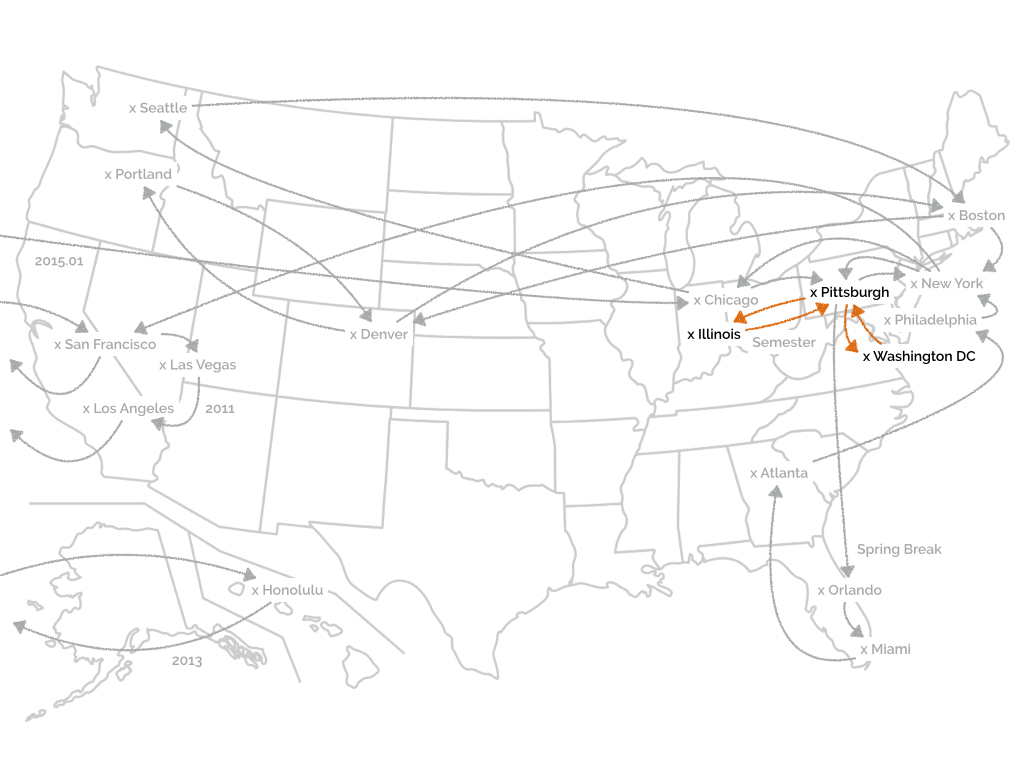 x Seattle
x Portland
x Boston
2015.01
x New York
x Pittsburgh
x Chicago
x Philadelphia
x Denver
x Illinois
Semester
x San Francisco
x Washington DC
x Las Vegas
x Los Angeles
2011
x Atlanta
Spring Break
x Honolulu
x Orlando
x Miami
2013